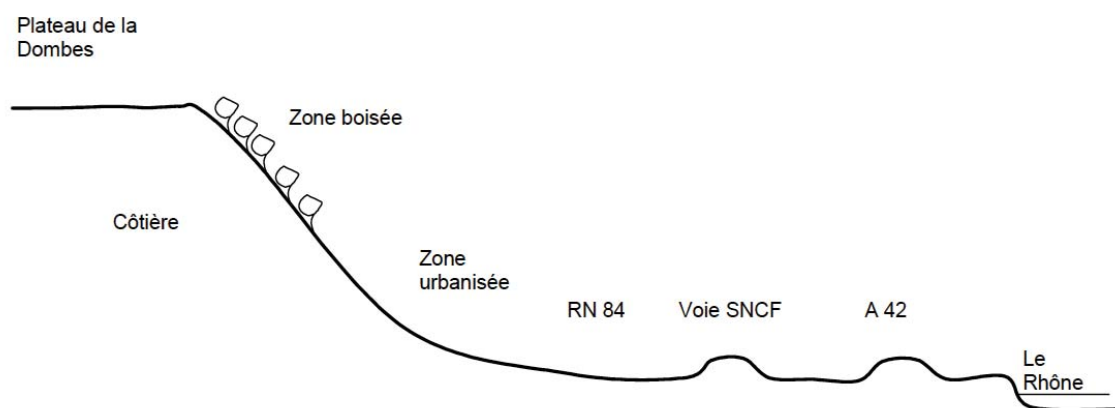 Plateau de la
Dombes
Zone boisée
Côtière
Zone
urbanisée
RN 84
Voie SNCF
A 42
Le
Rhône